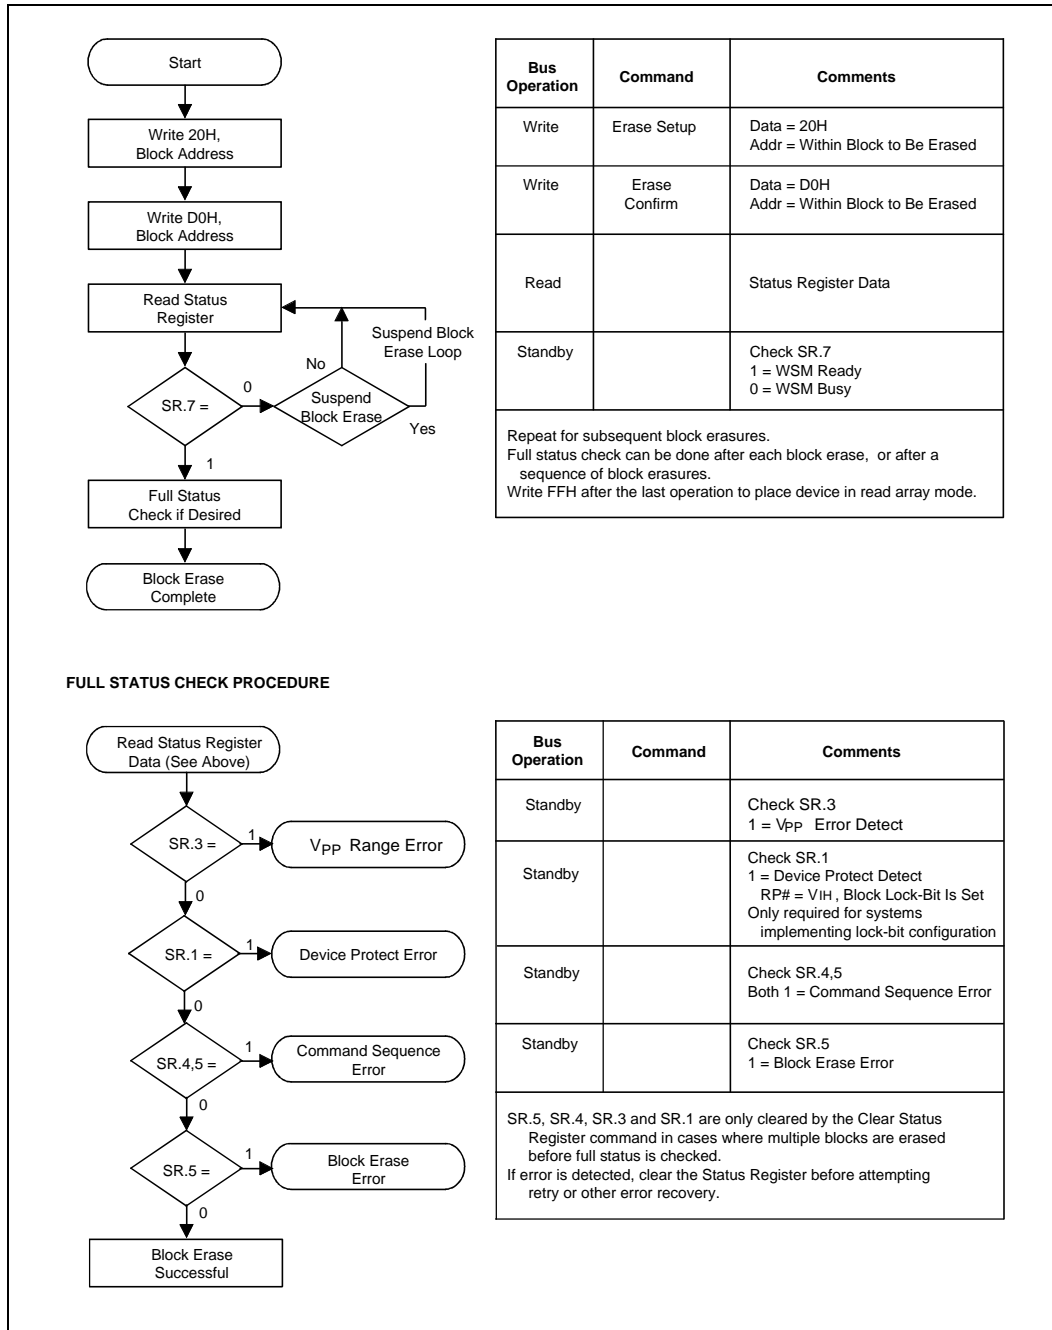 Start
Write 20H,
Block Address
Write D0H,
Block Address
Read Status
Register
Suspend Block
Erase Loop
No
0
SR.7 =
Suspend
Block Erase
Yes
1
Full Status
Check if Desired
Block Erase
Complete
Bus
Operation
Command
Comments
Write
Erase Setup
Data = 20H
Addr = Within Block to Be Erased
Write
Erase
Confirm
Data = D0H
Addr = Within Block to Be Erased
Read
Status Register Data
Standby
Check SR.7
1 = WSM Ready
0 = WSM Busy
Repeat for subsequent block erasures.
Full status check can be done after each block erase, or after a
sequence of block erasures.
Write FFH after the last operation to place device in read array mode.
FULL STATUS CHECK PROCEDURE
Read Status Register
Data (See Above)
SR.3 =
1
VPP Range Error
0
SR.1 =
1
Device Protect Error
0
SR.4,5 =
1
Command Sequence
Error
0
SR.5 =
1
Block Erase
Error
0
Block Erase
Successful
Bus
Operation
Command
Comments
Standby
Check SR.3
1 = VPP Error Detect
Standby
Check SR.1
1 = Device Protect Detect
RP# = VIH, Block Lock-Bit Is Set
Only required for systems
implementing lock-bit configuration
Standby
Check SR.4,5
Both 1 = Command Sequence Error
Standby
Check SR.5
1 = Block Erase Error
SR.5, SR.4, SR.3 and SR.1 are only cleared by the Clear Status
Register command in cases where multiple blocks are erased
before full status is checked.
If error is detected, clear the Status Register before attempting
retry or other error recovery.